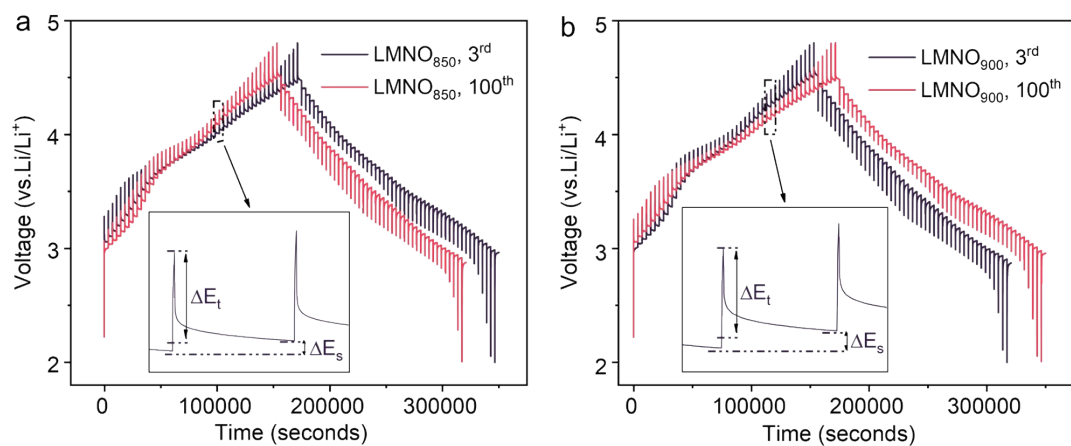 a
LMNO₈₅₀, 3ʳᵈ
LMNO₈₅₀, 100ᵗʰ
Voltage (vs.Li/Li⁺)
5
4
3
2
ΔEₜ
ΔEₛ
0
100000
200000
300000
Time (seconds)
b
LMNO₉₀₀, 3ʳᵈ
LMNO₉₀₀, 100ᵗʰ
Voltage (vs.Li/Li⁺)
5
4
3
2
ΔEₜ
ΔEₛ
0
100000
200000
300000
Time (seconds)